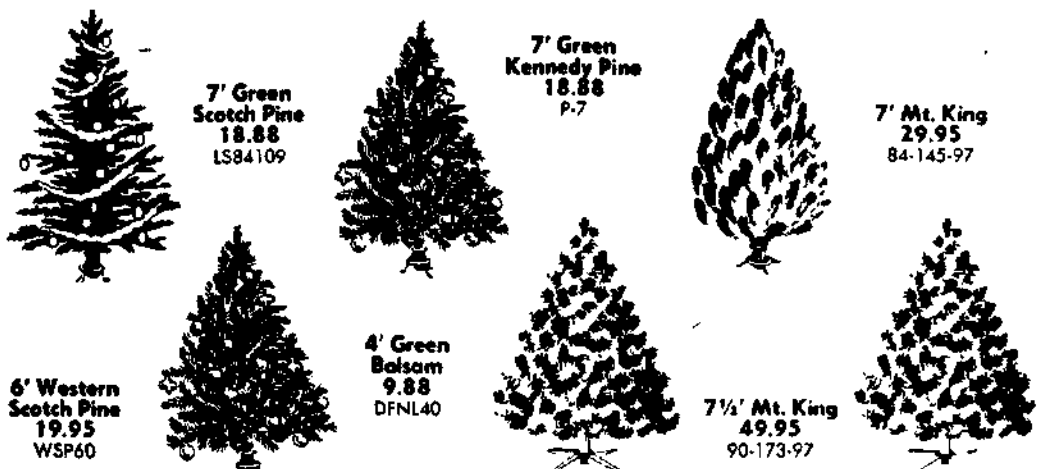 7' Green
Scotch Pine
18.88
LS84109
7' Green
Kennedy Pine
18.88
P-7
7' Mt. King
29.95
84-145-97
6' Western
Scotch Pine
19.95
WSP60
4' Green
Balsam
9.88
DFNL40
7½' Mt. King
49.95
90-173-97